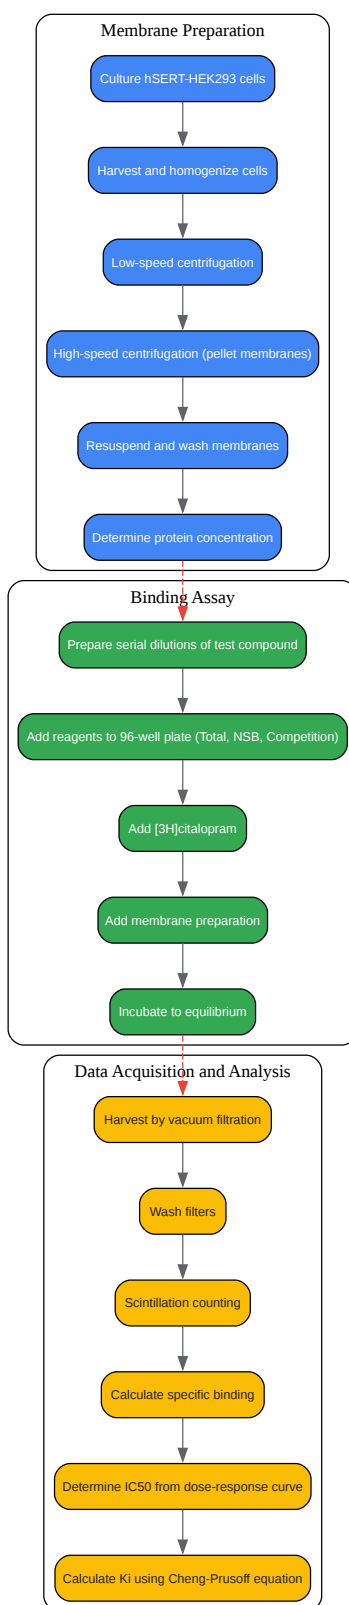 Membrane Preparation
Culture hSERT-HEK293 cells
Harvest and homogenize cells
Low-speed centrifugation
High-speed centrifugation (pellet membranes)
Resuspend and wash membranes
Determine protein concentration
Binding Assay
Prepare serial dilutions of test compound
Add reagents to 96-well plate (Total, NSB, Competition)
Add [3H]citalopram
Add membrane preparation
Incubate to equilibrium
Data Acquisition and Analysis
Harvest by vacuum filtration
Wash filters
Scintillation counting
Calculate specific binding
Determine IC50 from dose-response curve
Calculate Ki using Cheng-Prusoff equation